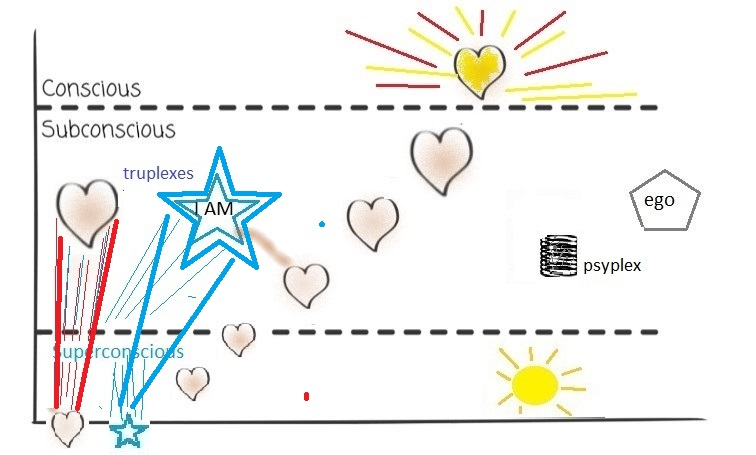 Conscious
Subconscious
truplexes
I AM
ego
psyplex
Superconscious